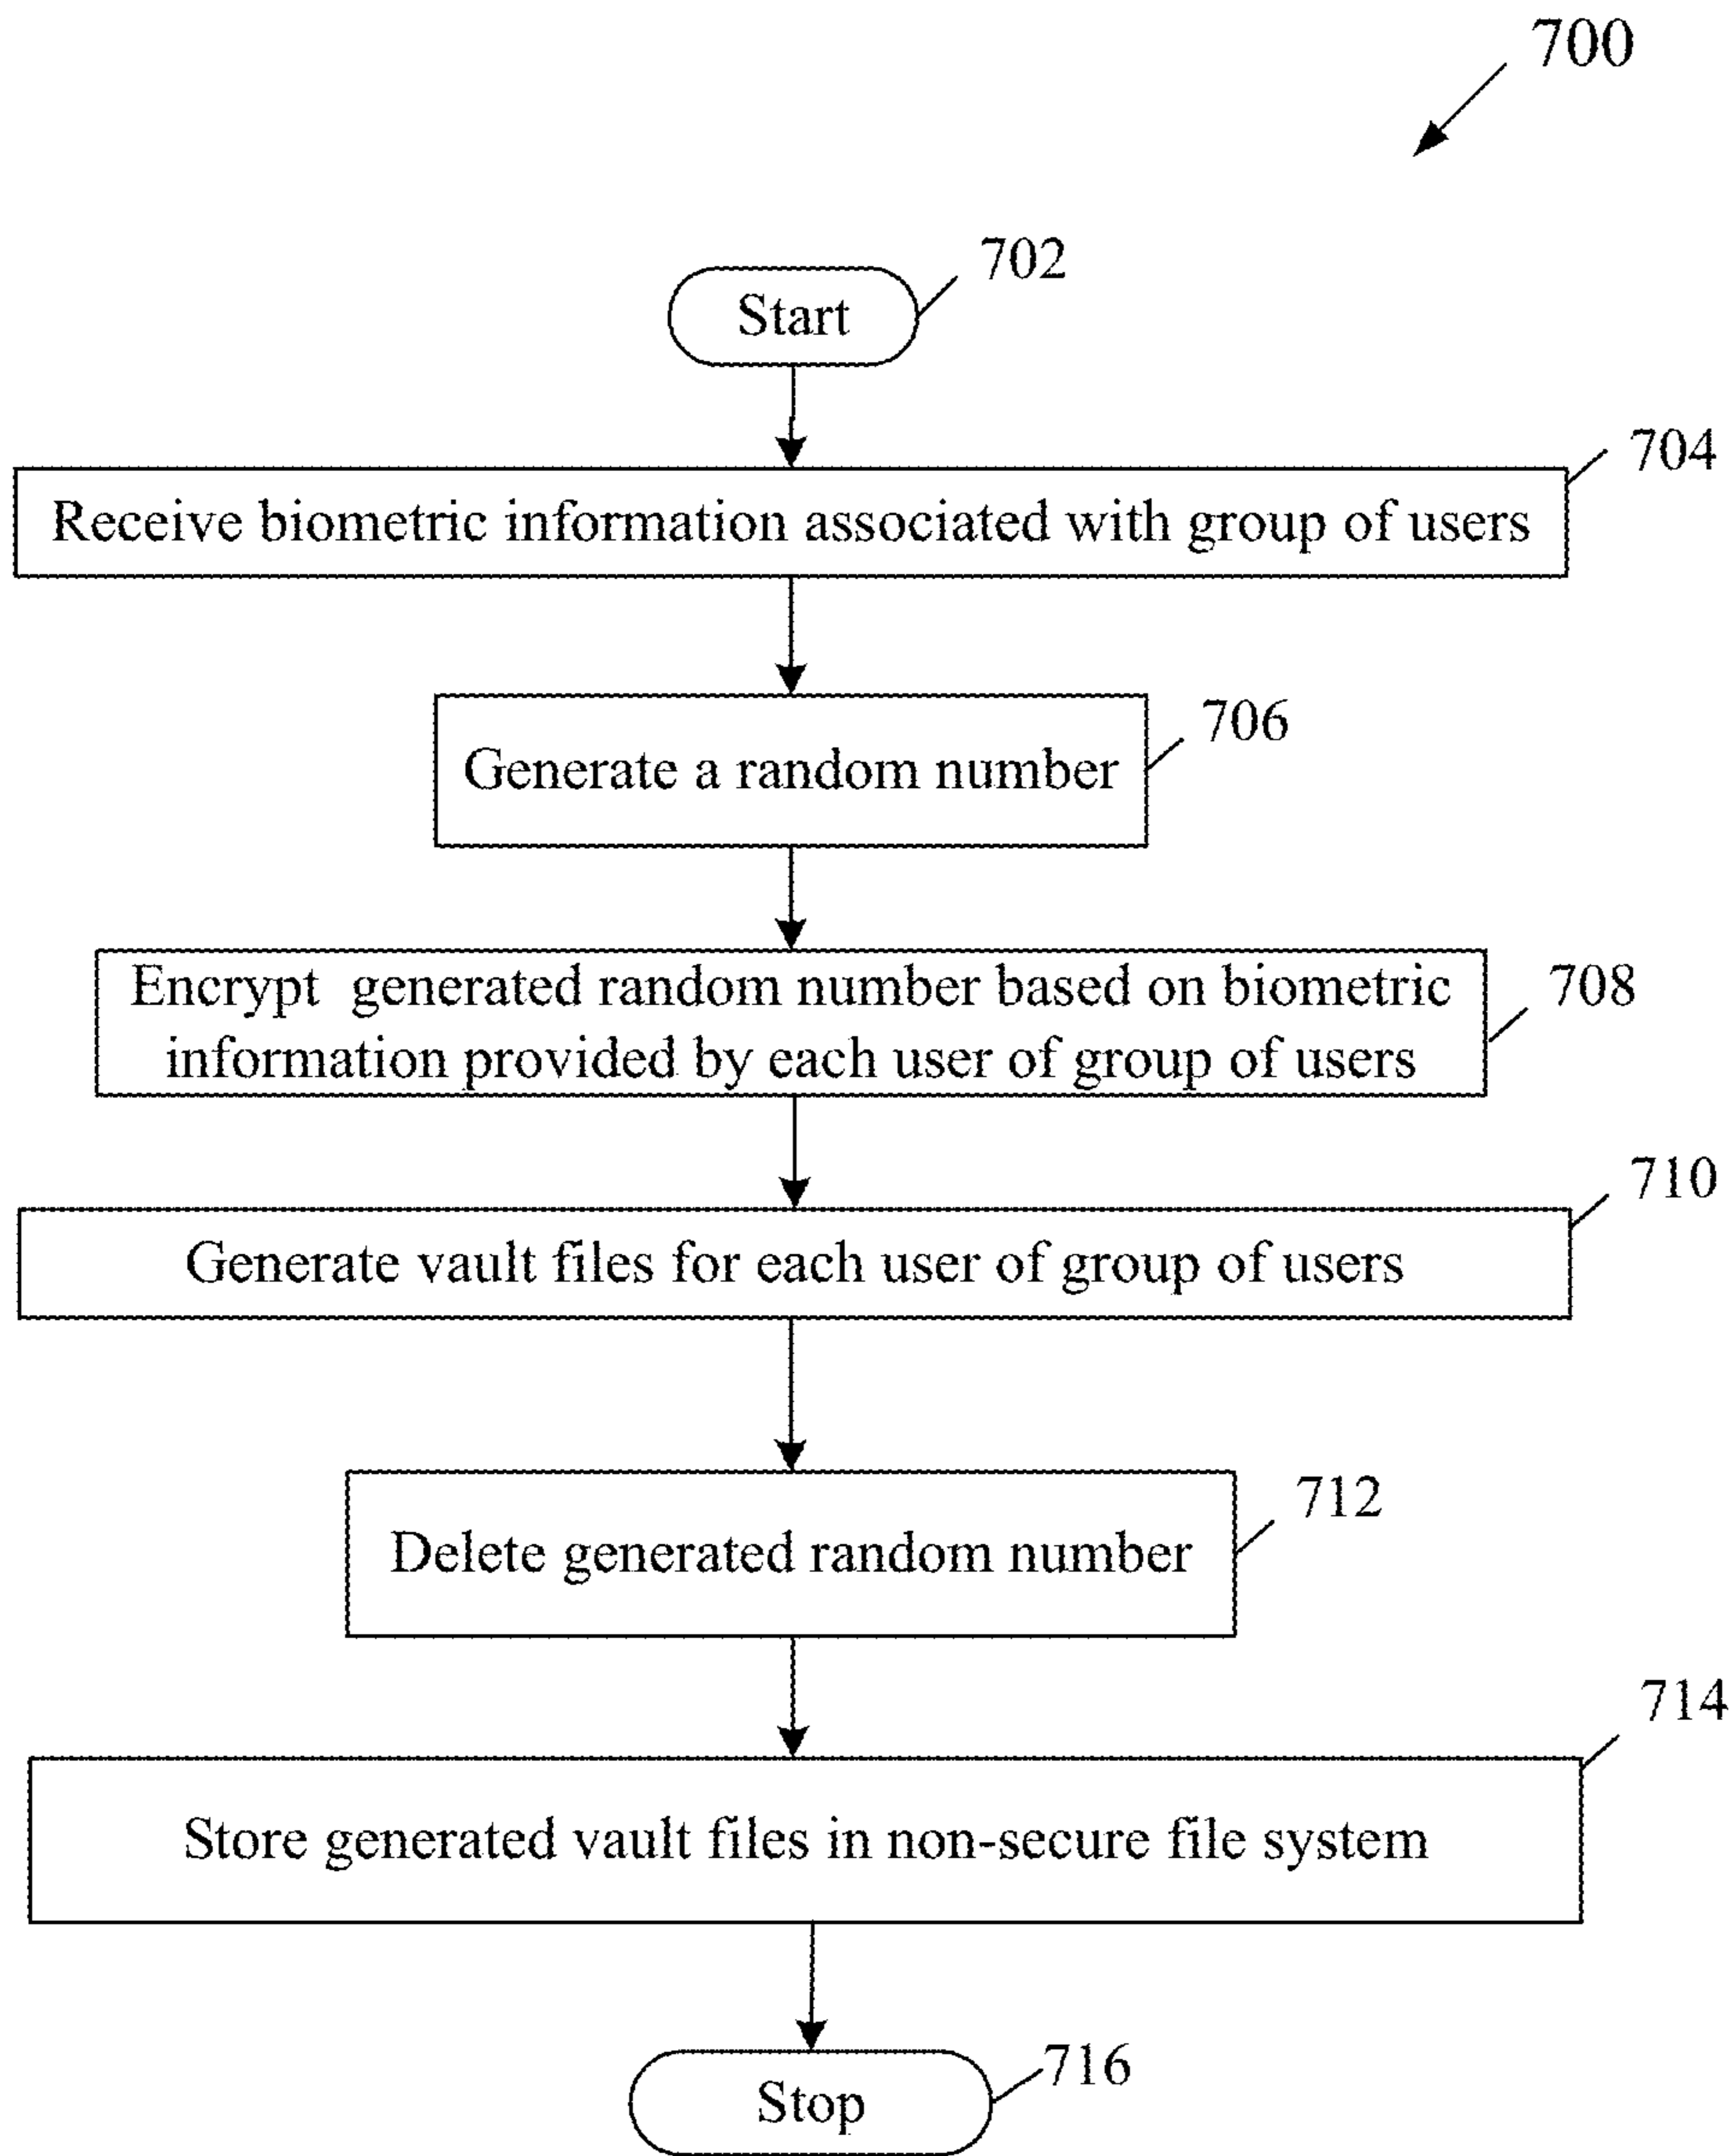 700
702
Start
704
Receive biometric information associated with group of users
706
Generate a random number
708
Encrypt generated random number based on biometric
information provided by each user of group of users
710
Generate vault files for each user of group of users
712
Delete generated random number
714
Store generated vault files in non-secure file system
716
Stop